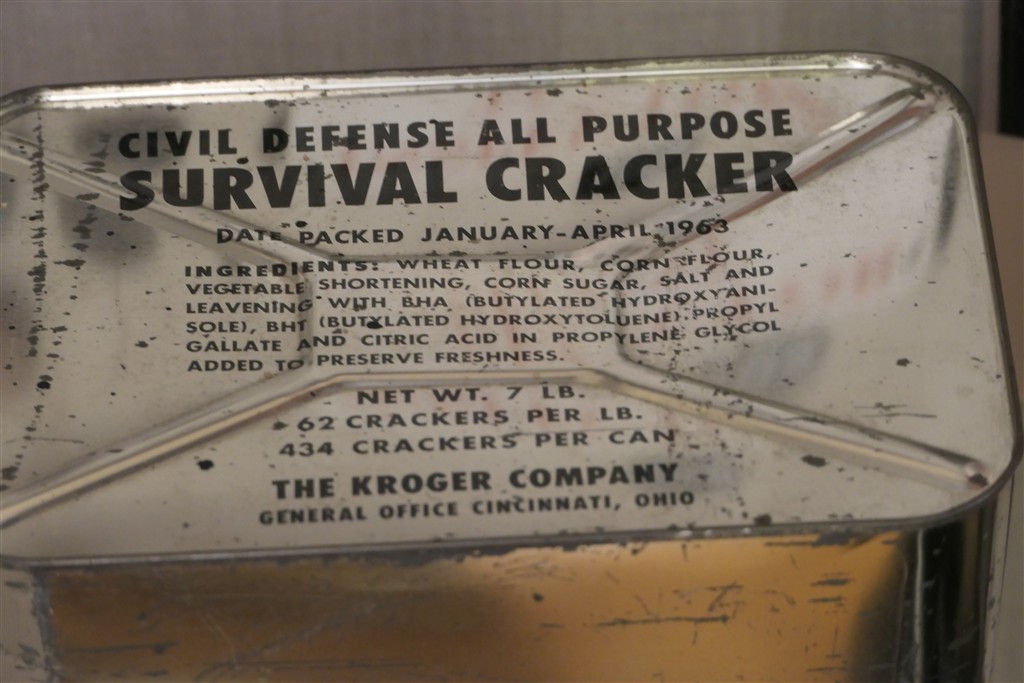 CIVIL DEFENSE ALL PURPOSE
SURVIVAL CRACKER
DATE PACKED JANUARY-APRIL 1963
INGREDIENTS: WHEAT FLOUR, CORN FLOUR,
VEGETABLE SHORTENING, CORN SUGAR, SALT AND
LEAVENING WITH BHA (BUTYLATED HYDROXYANI-
SOLE), BHT (BUTYLATED HYDROXYTOLUENE) PROPYL
GALLATE AND CITRIC ACID IN PROPYLENE GLYCOL
ADDED TO PRESERVE FRESHNESS.
NET WT. 7 LB.
62 CRACKERS PER LB.
434 CRACKERS PER CAN
THE KROGER COMPANY
GENERAL OFFICE CINCINNATI, OHIO